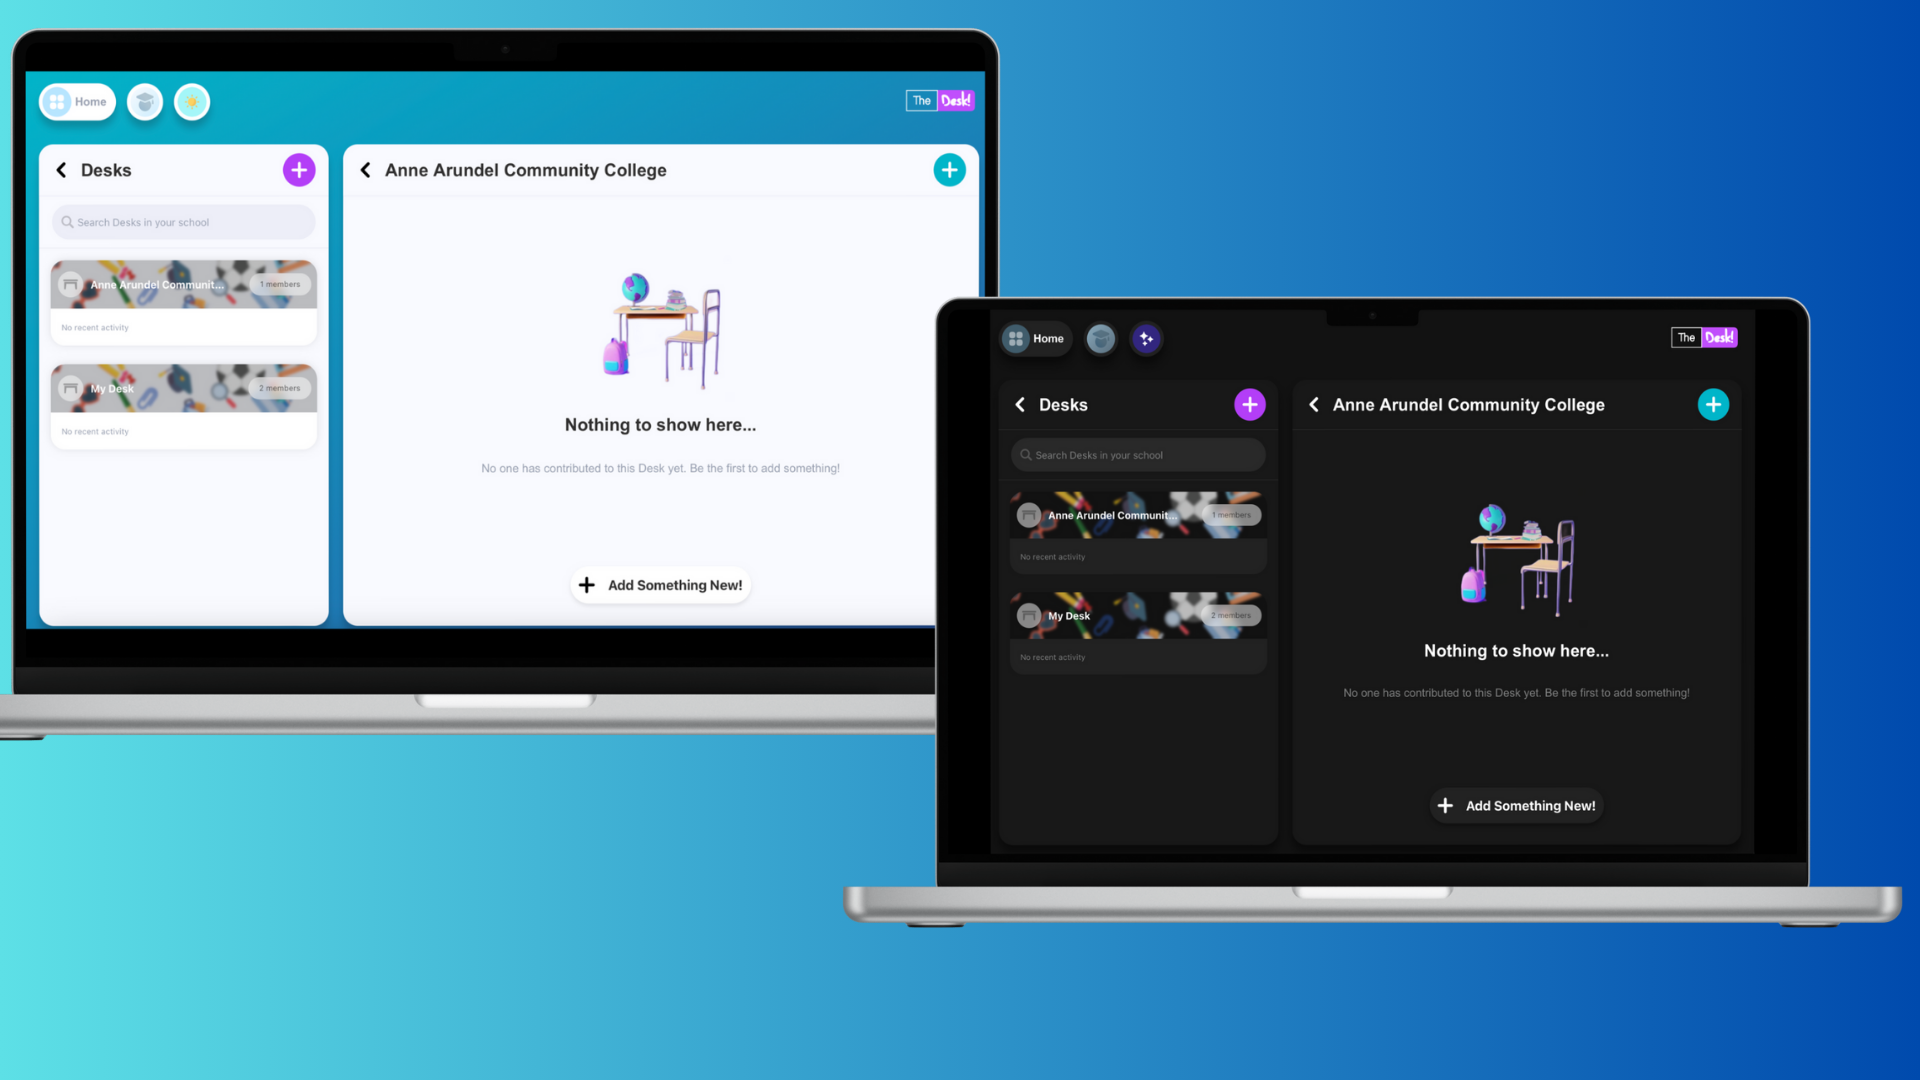 Home
The Desk!
Desks
Anne Arundel Community College
Search Desks in your school
Anne Arundel Communit...
1 members
No recent activity
My Desk
2 members
No recent activity
Nothing to show here...
No one has contributed to this Desk yet. Be the first to add something!
Add Something New!
Home
The Desk!
Desks
Anne Arundel Community College
Search Desks in your school
Anne Arundel Communit...
1 members
No recent activity
My Desk
2 members
No recent activity
Nothing to show here...
No one has contributed to this Desk yet. Be the first to add something!
Add Something New!